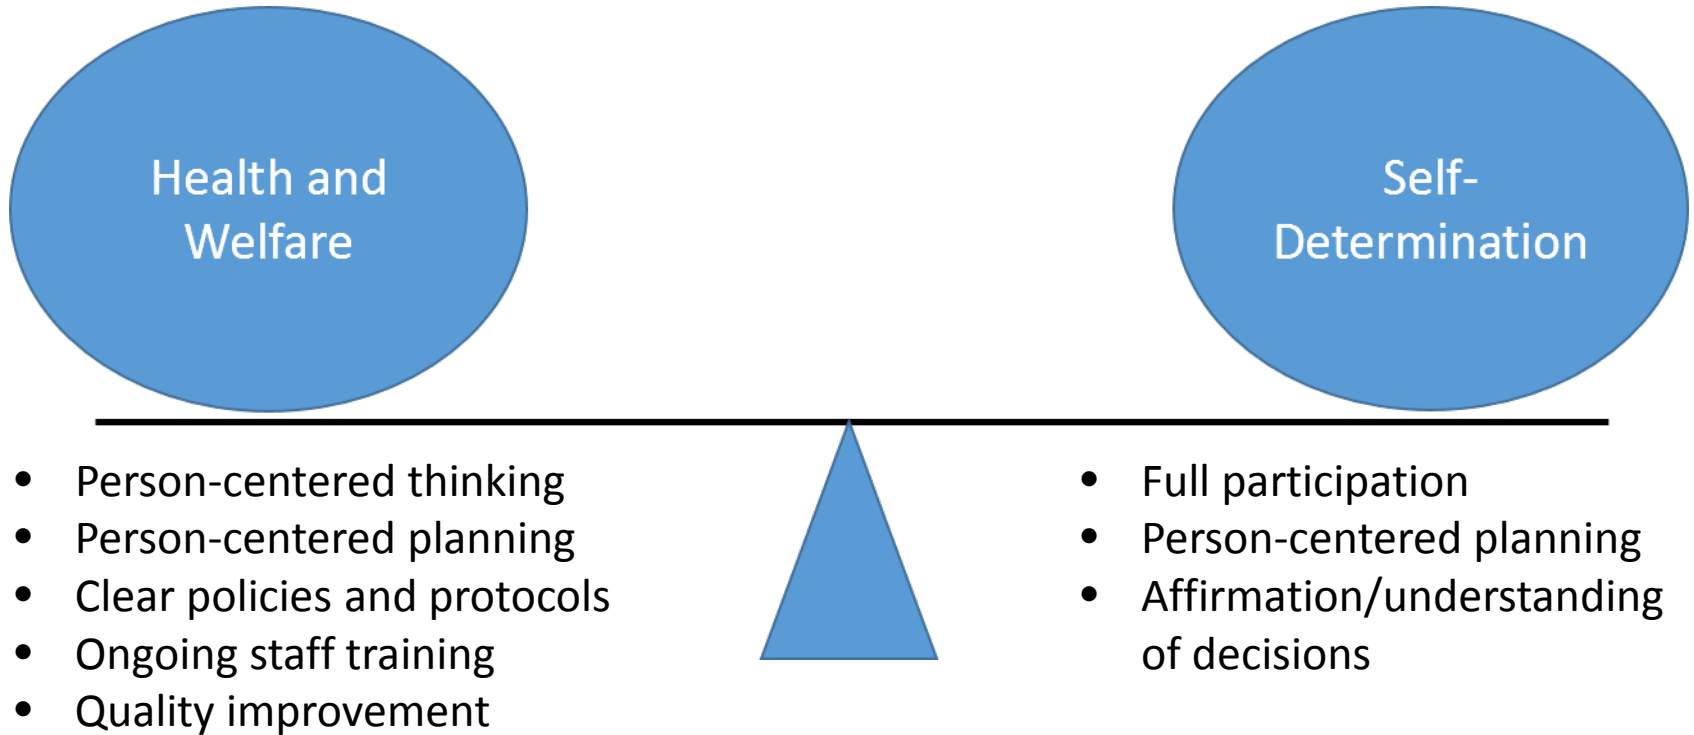 Health and
Welfare
Self-
Determination
• Person-centered thinking
• Person-centered planning
• Clear policies and protocols
• Ongoing staff training
• Quality improvement
• Full participation
• Person-centered planning
• Affirmation/understanding
of decisions